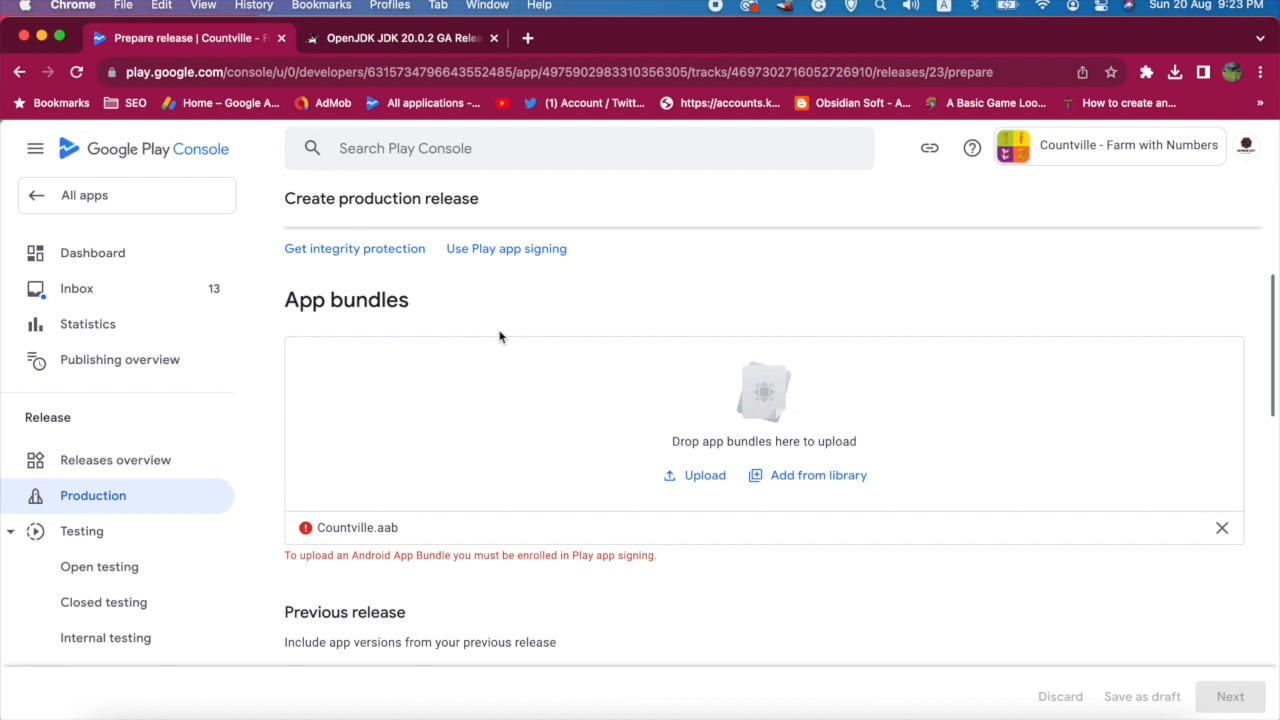 Chrome File Edit View History Bookmarks Profiles Tab Window Help A Sun 20 Aug 9:23 PM
Prepare release | Countville - F OpenJDK JDK 20.0.2 GA Relea
play.google.com/console/u/0/developers/6315734796643552485/app/4975902983310356305/tracks/4697302716052726910/releases/23/prepare
Bookmarks SEO Home – Google A... AdMob All applications –... (1) Account / Twitt... https://accounts.k... Obsidian Soft - A... A Basic Game Loo... How to create an... »
Google Play Console
Search Play Console
Countville - Farm with Numbers
All apps
Dashboard
Inbox 13
Statistics
Publishing overview
Release
Releases overview
Production
Testing
Open testing
Closed testing
Internal testing
Create production release
Get integrity protection Use Play app signing
App bundles
Drop app bundles here to upload
Upload Add from library
Countville.aab
To upload an Android App Bundle you must be enrolled in Play app signing.
Previous release
Include app versions from your previous release
Discard Save as draft Next